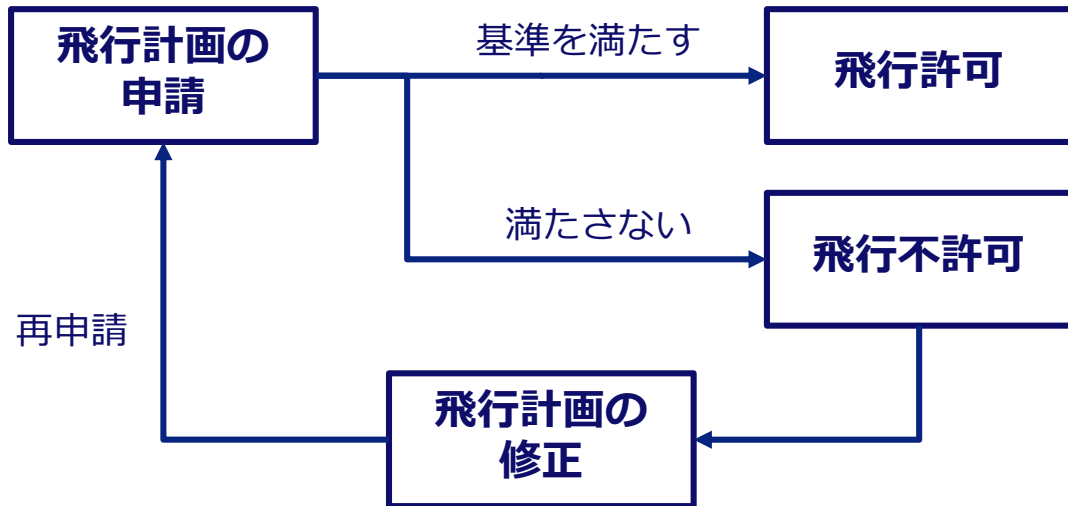 飛行計画の
申請
基準を満たす
飛行許可
満たさない
飛行不許可
再申請
飛行計画の
修正